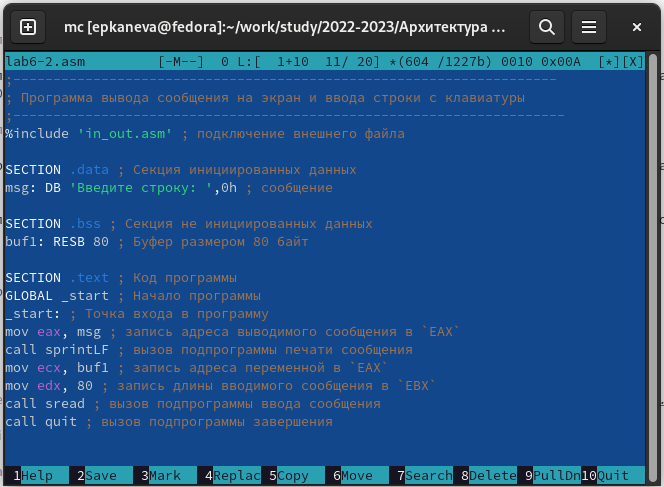 mc [epkaneva@fedora]:~/work/study/2022-2023/Архитектура ...
lab6-2.asm [-M--] 0 L:[ 1+10 11/ 20] *(604 /1227b) 0010 0x00A [*][X]
;--------------------------------------------------------------------
; Программа вывода сообщения на экран и ввода строки с клавиатуры
;---------------------------------------------------------------------
%include 'in_out.asm' ; подключение внешнего файла
SECTION .data ; Секция инициированных данных
msg: DB 'Введите строку: ',0h ; сообщение
SECTION .bss ; Секция не инициированных данных
buf1: RESB 80 ; Буфер размером 80 байт
SECTION .text ; Код программы
GLOBAL _start ; Начало программы
_start: ; Точка входа в программу
mov eax, msg ; запись адреса выводимого сообщения в `EAX`
call sprintLF ; вызов подпрограммы печати сообщения
mov ecx, buf1 ; запись адреса переменной в `EAX`
mov edx, 80 ; запись длины вводимого сообщения в `EBX`
call sread ; вызов подпрограммы ввода сообщения
call quit ; вызов подпрограммы завершения
1Help 2Save 3Mark 4Replac 5Copy 6Move 7Search 8Delete 9PullDn 10Quit